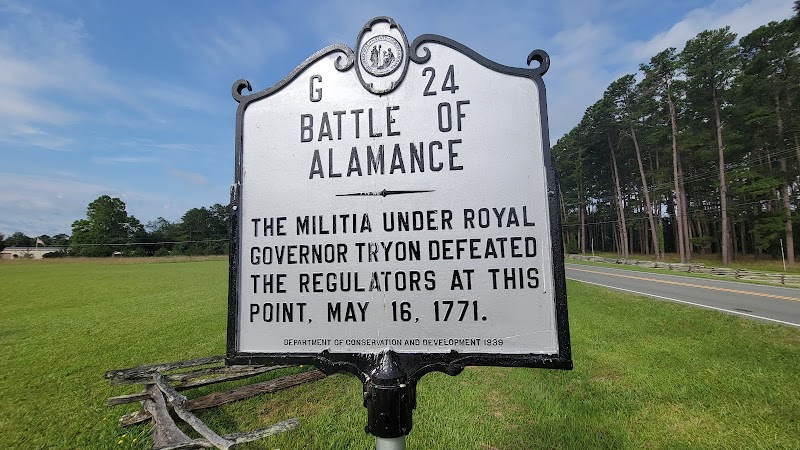 G 24
BATTLE OF
ALAMANCE
THE MILITIA UNDER ROYAL
GOVERNOR TRYON DEFEATED
THE REGULATORS AT THIS
POINT, MAY 16, 1771.
DEPARTMENT OF CONSERVATION AND DEVELOPMENT 1939